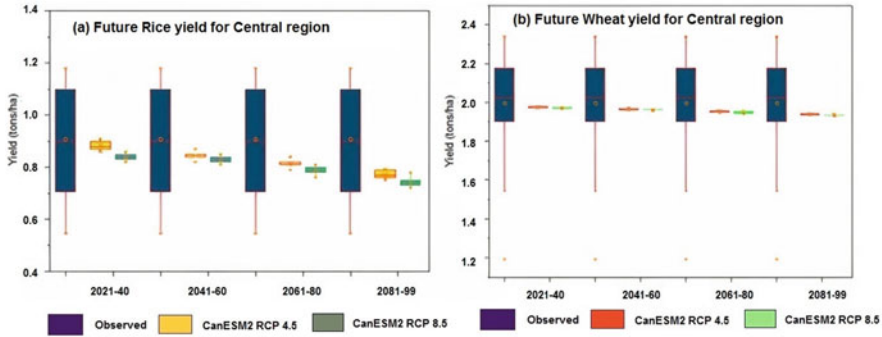 (a) Future Rice yield for Central region
Yield (tons/ha)
1.4
1.2
1.0
0.8
0.6
0.4
2021-40 2041-60 2061-80 2081-99
Observed CanESM2 RCP 4.5 CanESM2 RCP 8.5
(b) Future Wheat yield for Central region
Yield (tons/ha)
2.4
2.2
2.0
1.8
1.6
1.4
1.2
2021-40 2041-60 2061-80 2081-99
Observed CanESM2 RCP 4.5 CanESM2 RCP 8.5